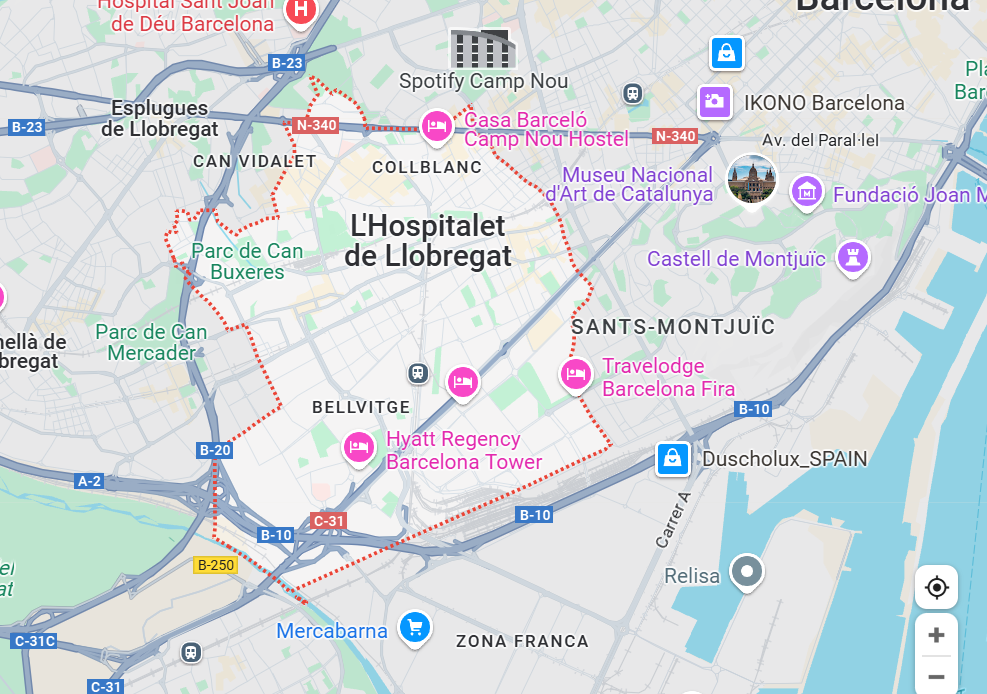 Hospital Sant Joan
de Déu Barcelona
Barcelona
B-23
Spotify Camp Nou
Esplugues
de Llobregat
B-23
N-340
Casa Barceló
Camp Nou Hostel
IKONO Barcelona
N-340
Av. del Paral·lel
CAN VIDALET
COLLBLANC
Museu Nacional
d'Art de Catalunya
Fundació Joan M
L'Hospitalet
de Llobregat
Parc de Can
Buxeres
Castell de Montjuïc
Parc de Can
Mercader
nellà de
bregat
SANTS-MONTJUÏC
Travelodge
Barcelona Fira
BELLVITGE
B-10
Hyatt Regency
Barcelona Tower
B-20
Duscholux_SPAIN
A-2
C-31
B-10
B-10
Carrer A
B-250
Relisa
Mercabarna
ZONA FRANCA
C-31C
C-31